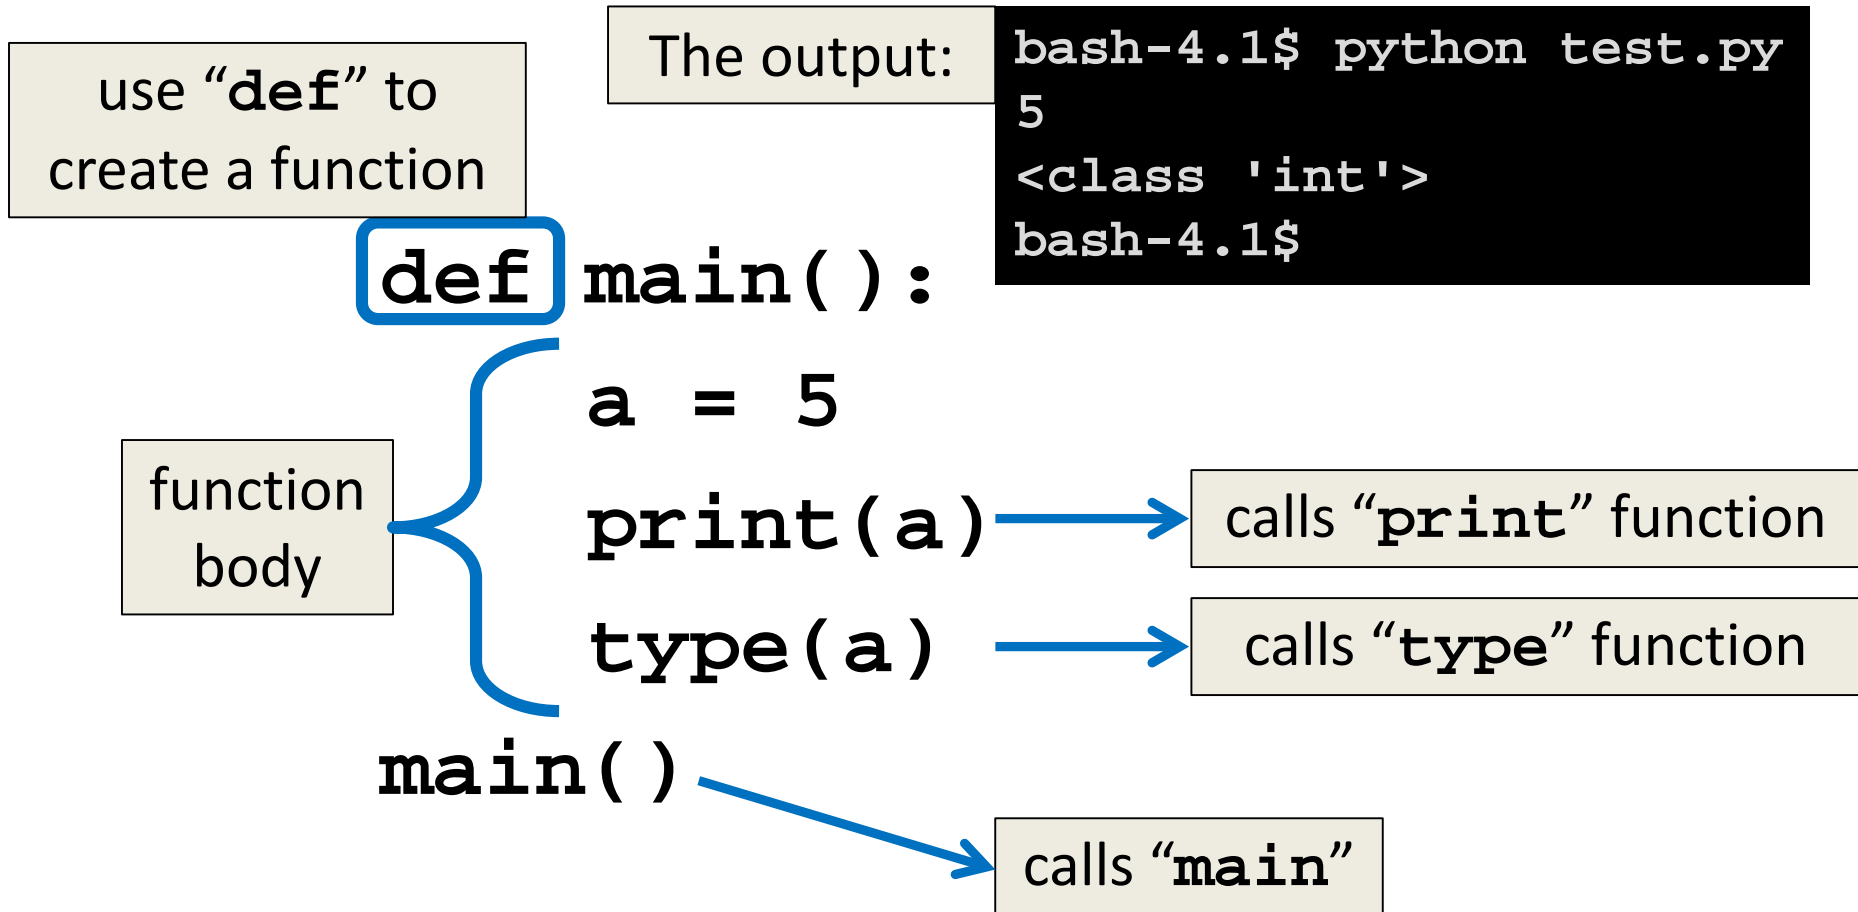 use “def” to
create a function
The output:
bash-4.1$ python test.py
5
<class 'int'>
bash-4.1$
def main():
a = 5
print(a)
type(a)
main()
function
body
calls “print” function
calls “type” function
calls “main”